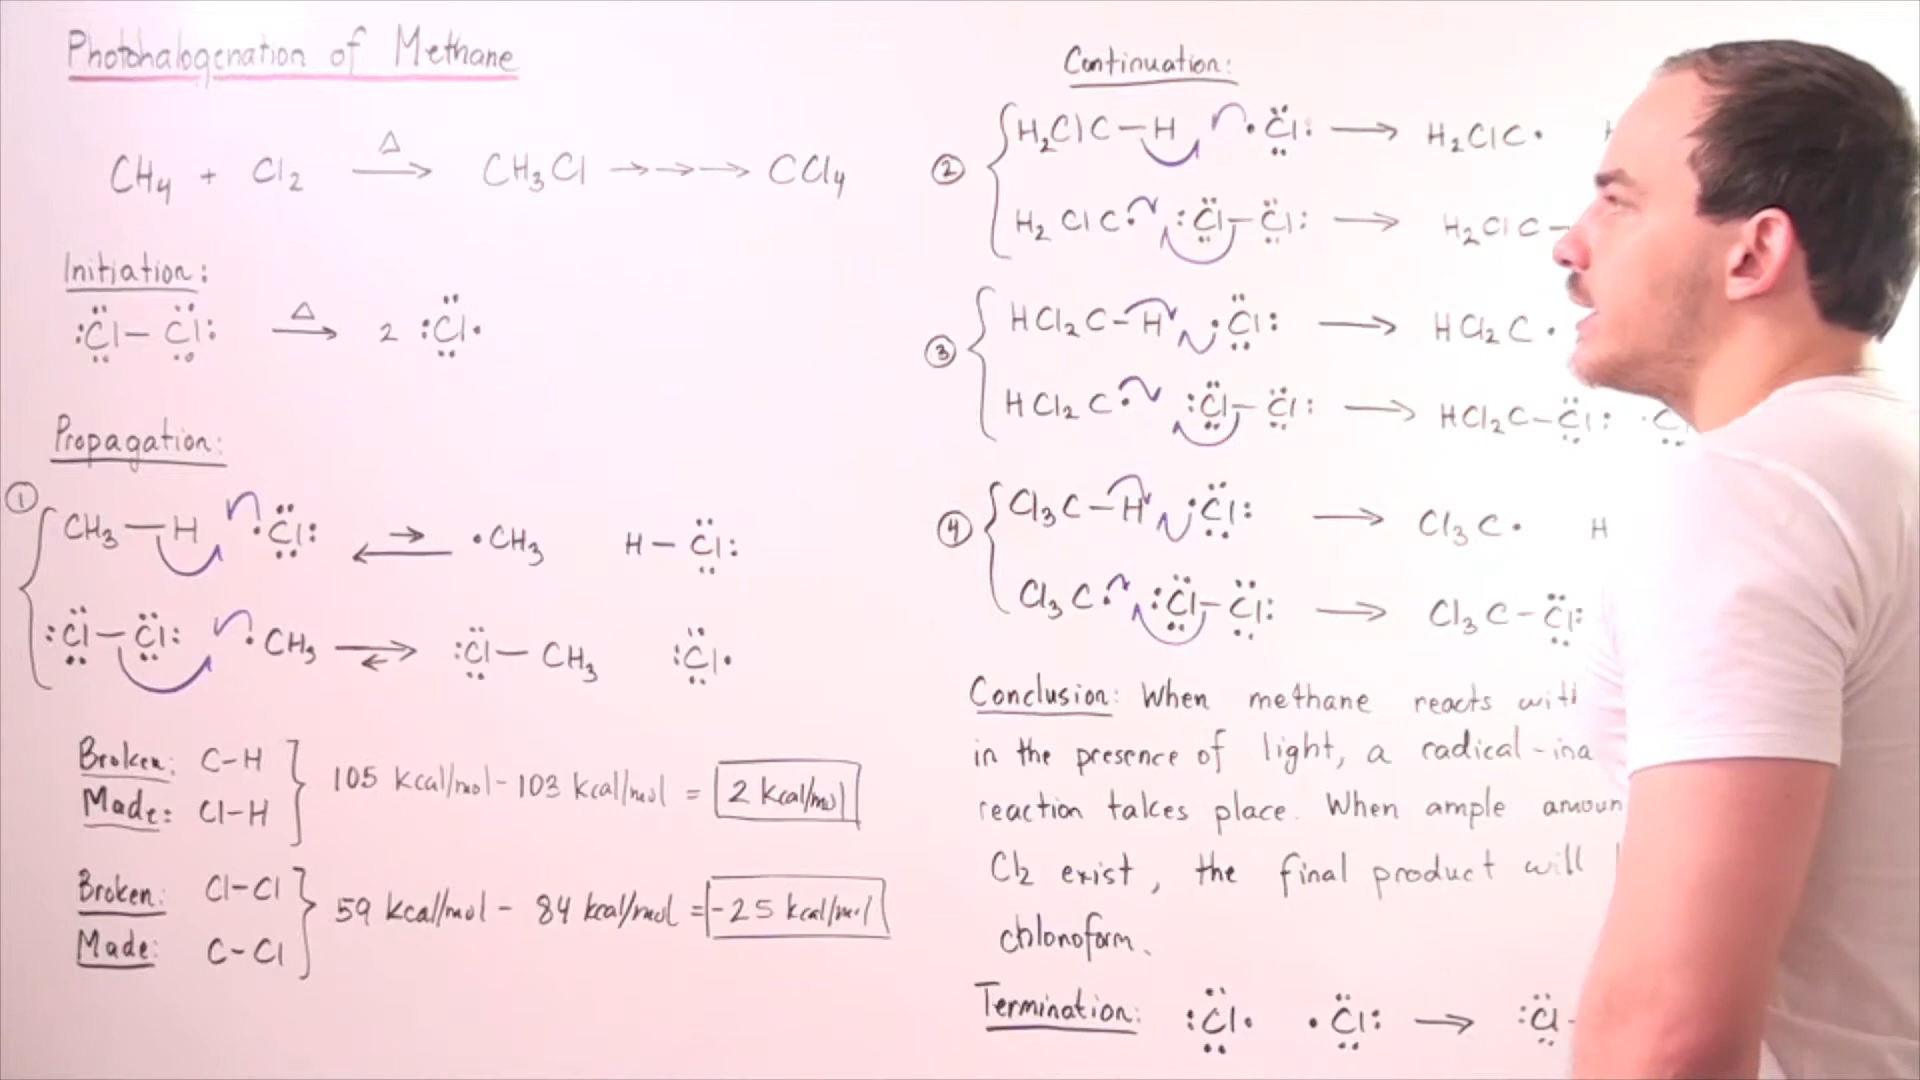 Photohalogenation of Methane
CH₄ + Cl₂ —Δ→ CH₃Cl →→→ CCl₄
Initiation:
:Cl–Cl: —Δ→ 2 :Cl·
Propagation:
①
CH₃–H ·Cl: ⇌ ·CH₃ H–Cl:
:Cl–Cl: ·CH₃ ⇌ :Cl–CH₃ :Cl·
Broken: C–H
Made: Cl–H
105 kcal/mol - 103 kcal/mol = 2 kcal/mol
Broken: Cl–Cl
Made: C–Cl
59 kcal/mol - 84 kcal/mol = -25 kcal/mol
Continuation:
②
H₂ClC–H ·Cl: → H₂ClC· H
H₂ClC· :Cl–Cl: → H₂ClC–
③
HCl₂C–H ·Cl: → HCl₂C·
HCl₂C· :Cl–Cl: → HCl₂C–Cl: ·Cl
④
Cl₃C–H ·Cl: → Cl₃C· H
Cl₃C· :Cl–Cl: → Cl₃C–Cl:
Conclusion: When methane reacts
in the presence of light, a radical-
reaction takes place. When ample
Cl₂ exist, the final product will
chlonoform.
Termination: :Cl· ·Cl: → :Cl–